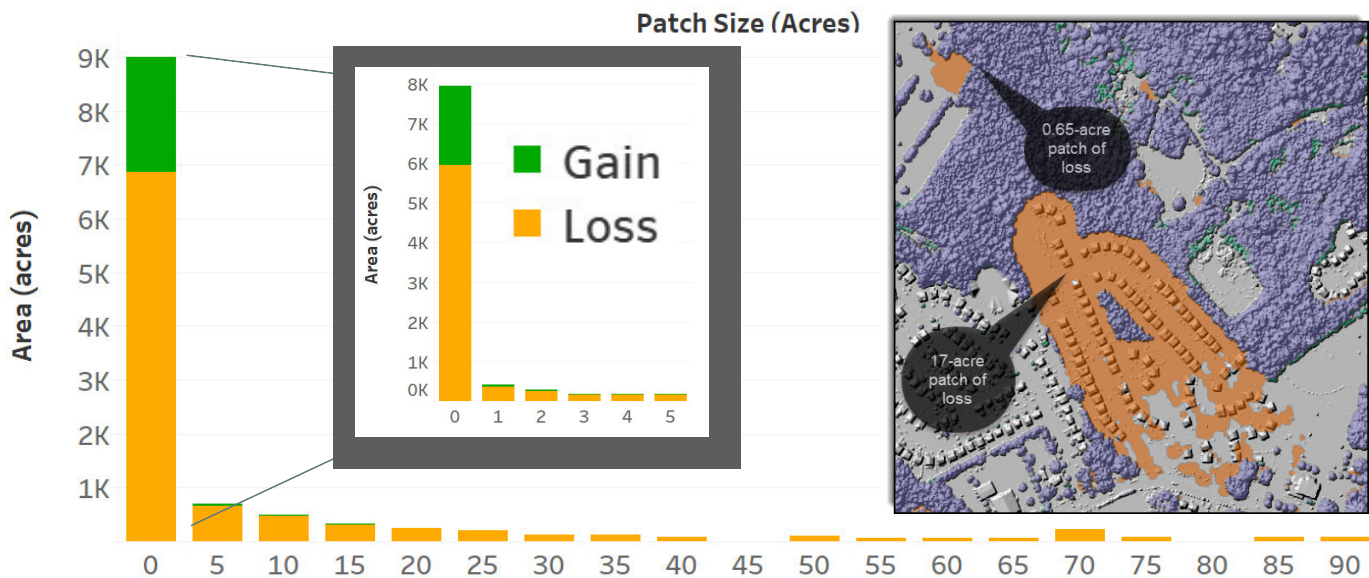 Patch Size (Acres)
Area (acres)
9K
8K
7K
6K
5K
4K
3K
2K
1K
0 5 10 15 20 25 30 35 40 45 50 55 60 65 70 75 80 85 90
Area (acres)
8K
7K
6K
5K
4K
3K
2K
1K
0K
0 1 2 3 4 5
Gain
Loss
0.65-acre
patch of
loss
17-acre
patch of
loss